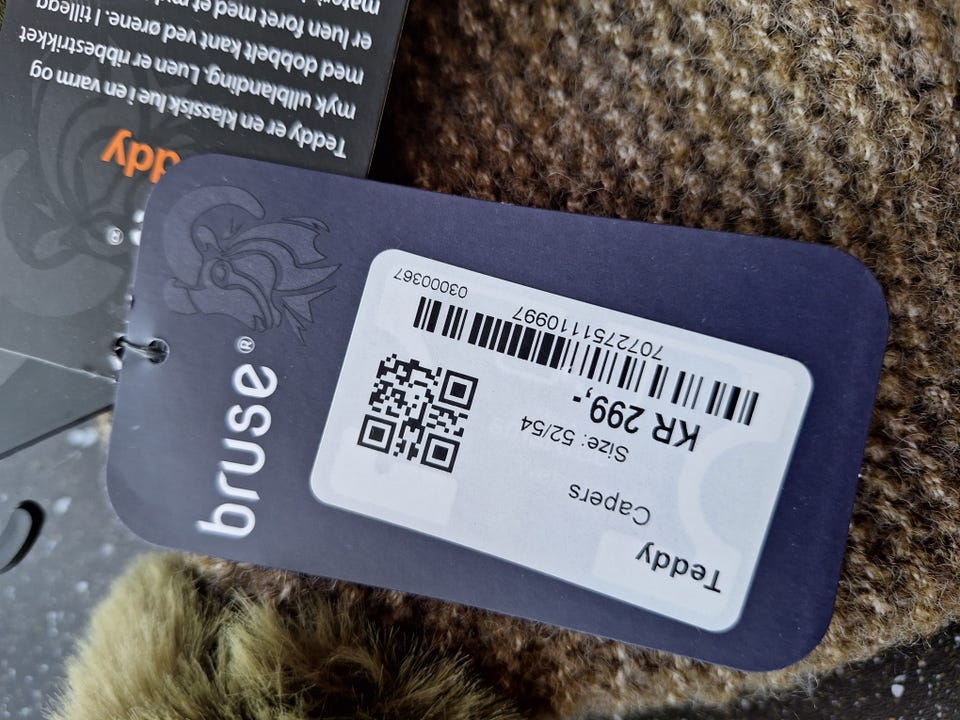 ddy
®
Teddy er en klassisk lue i en varm og
myk ullblanding. Luen er ribbestrikket
med dobbelt kant ved ørene. I tillegg
er luen foret med et
bruse®
Teddy
Capers
Size: 52/54
KR 299,-
7072751110997
03000367